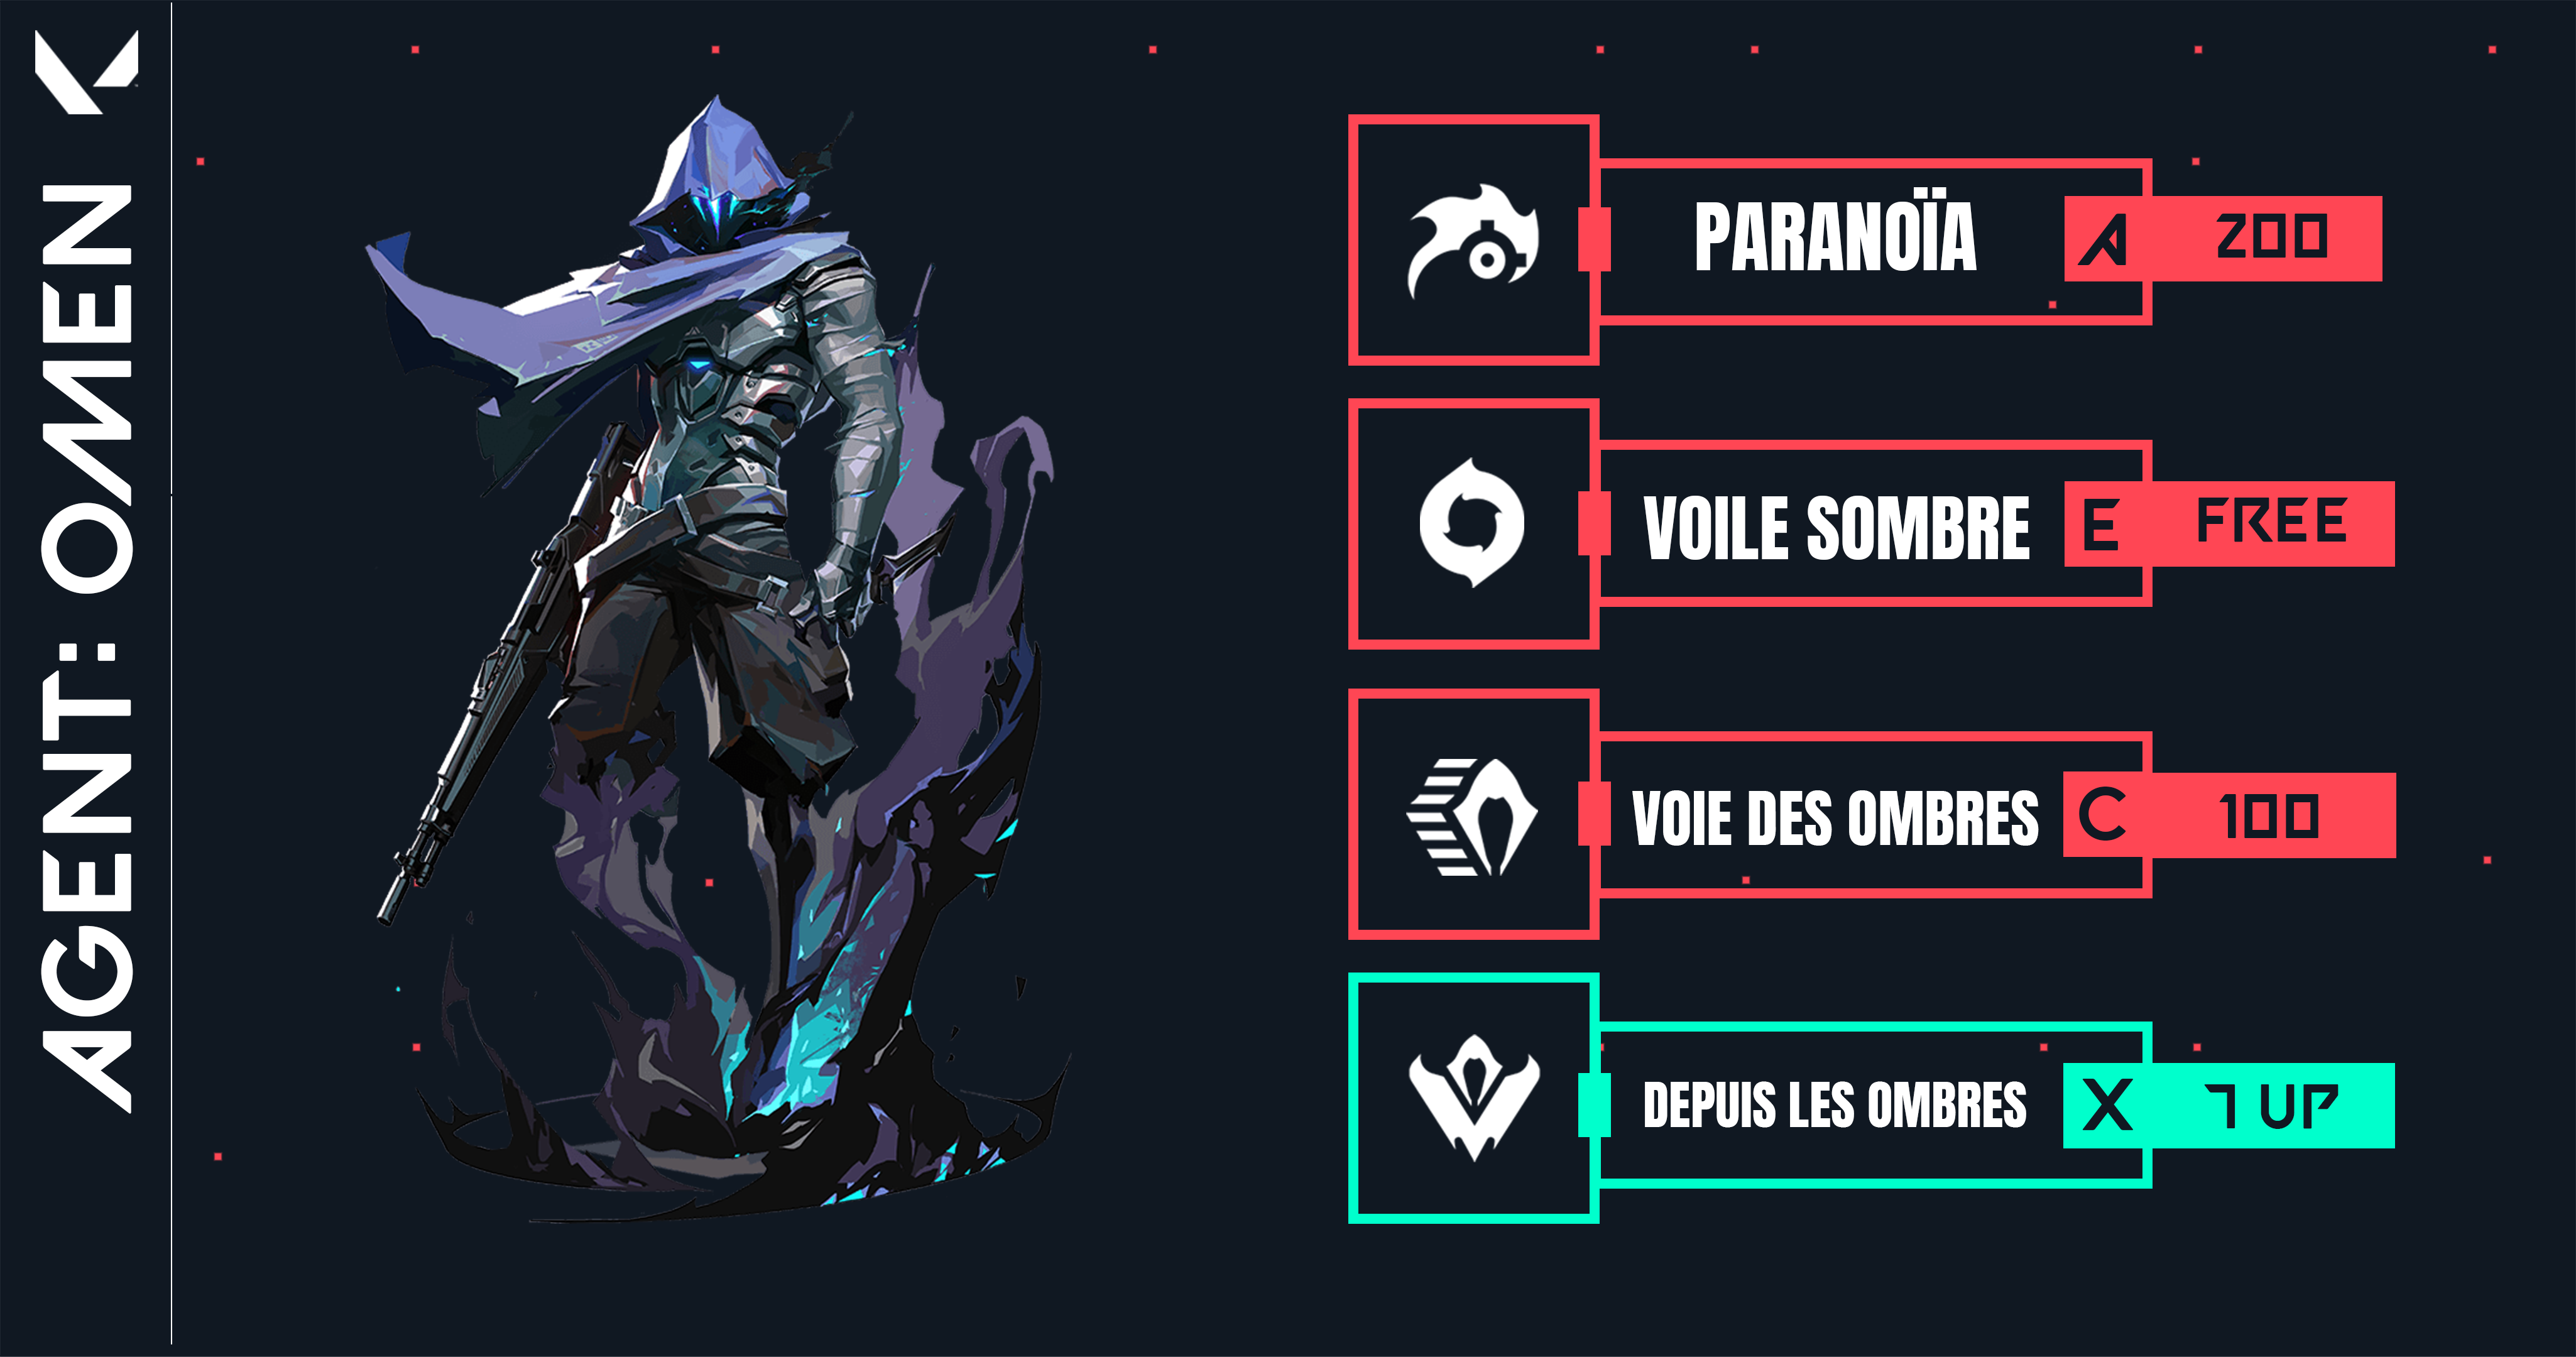 AGENT: OMEN
PARANOÏA
A 200
VOILE SOMBRE
E FREE
VOIE DES OMBRES
C 100
DEPUIS LES OMBRES
X 7 UP